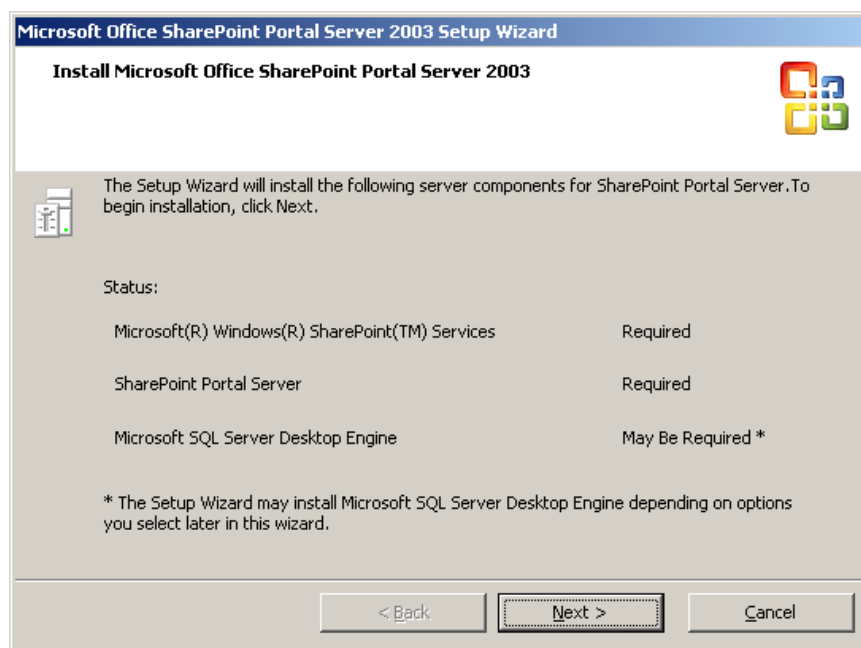 Microsoft Office SharePoint Portal Server 2003 Setup Wizard
Install Microsoft Office SharePoint Portal Server 2003
The Setup Wizard will install the following server components for SharePoint Portal Server.To
begin installation, click Next.
Status:
Microsoft(R) Windows(R) SharePoint(TM) Services Required
SharePoint Portal Server Required
Microsoft SQL Server Desktop Engine May Be Required *
* The Setup Wizard may install Microsoft SQL Server Desktop Engine depending on options
you select later in this wizard.
< Back Next > Cancel